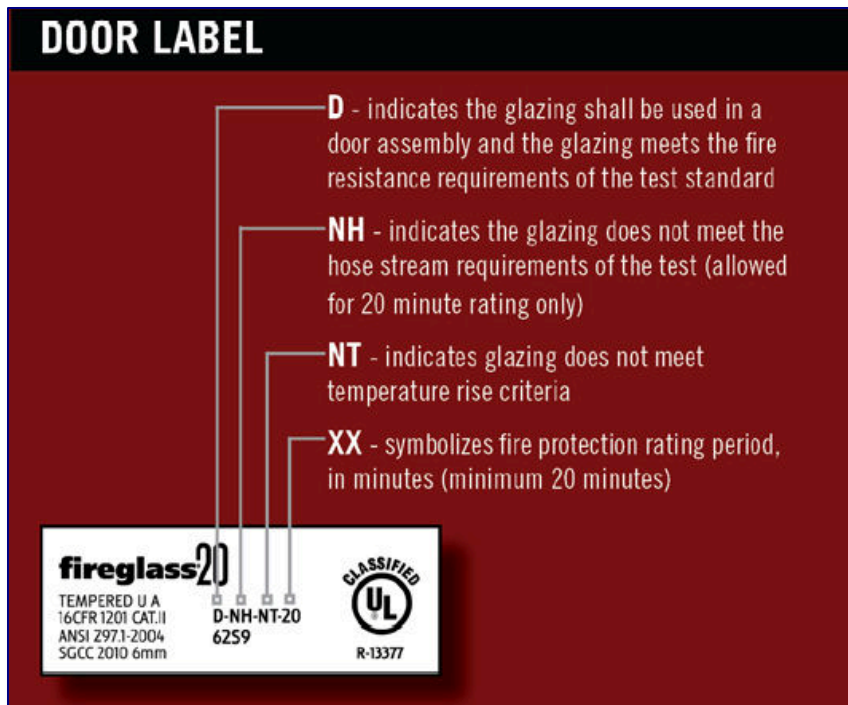 DOOR LABEL
D - indicates the glazing shall be used in a
door assembly and the glazing meets the fire
resistance requirements of the test standard
NH - indicates the glazing does not meet the
hose stream requirements of the test (allowed
for 20 minute rating only)
NT - indicates glazing does not meet
temperature rise criteria
XX - symbolizes fire protection rating period,
in minutes (minimum 20 minutes)
fireglass20
TEMPERED U A
16CFR 1201 CAT.II
ANSI Z97.1-2004
SGCC 2010 6mm
D-NH-NT-20
6259
CLASSIFIED
UL
R-13377